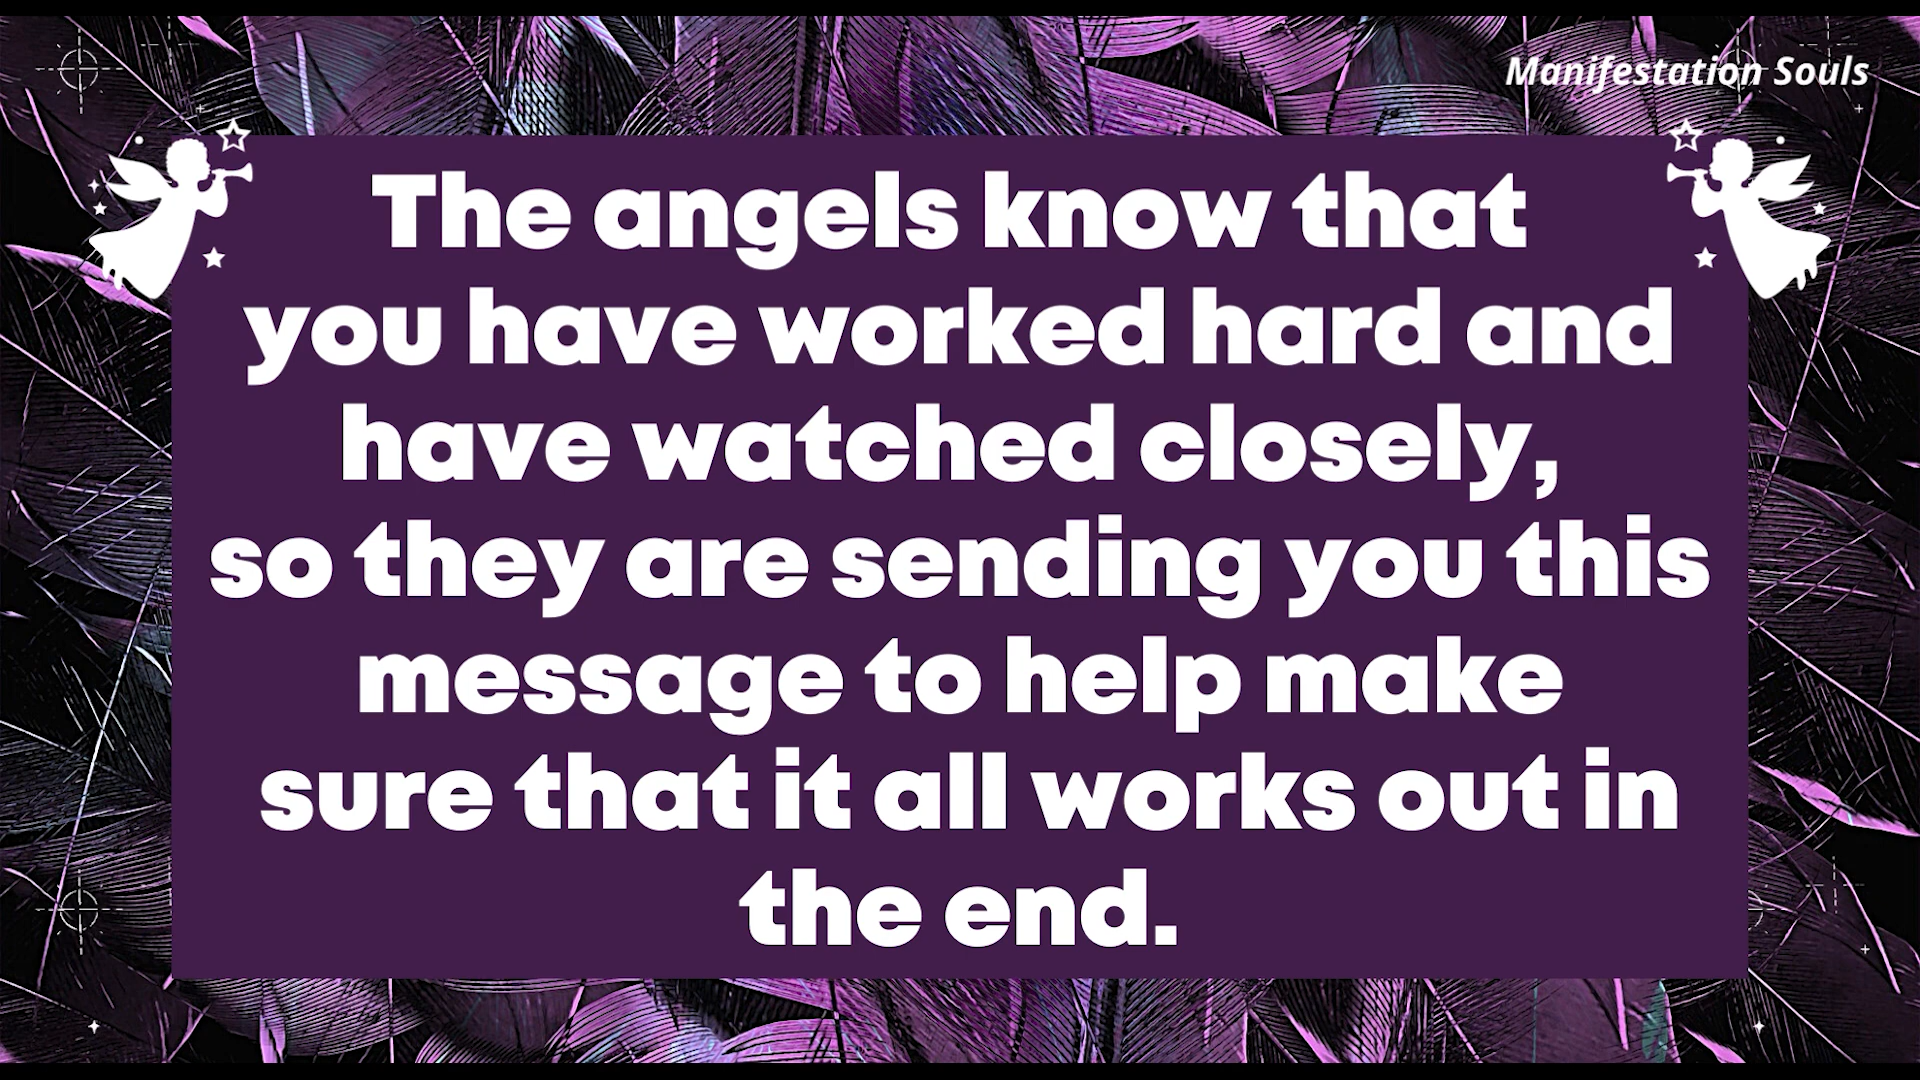 Manifestation Souls
The angels know that
you have worked hard and
have watched closely,
so they are sending you this
message to help make
sure that it all works out in
the end.